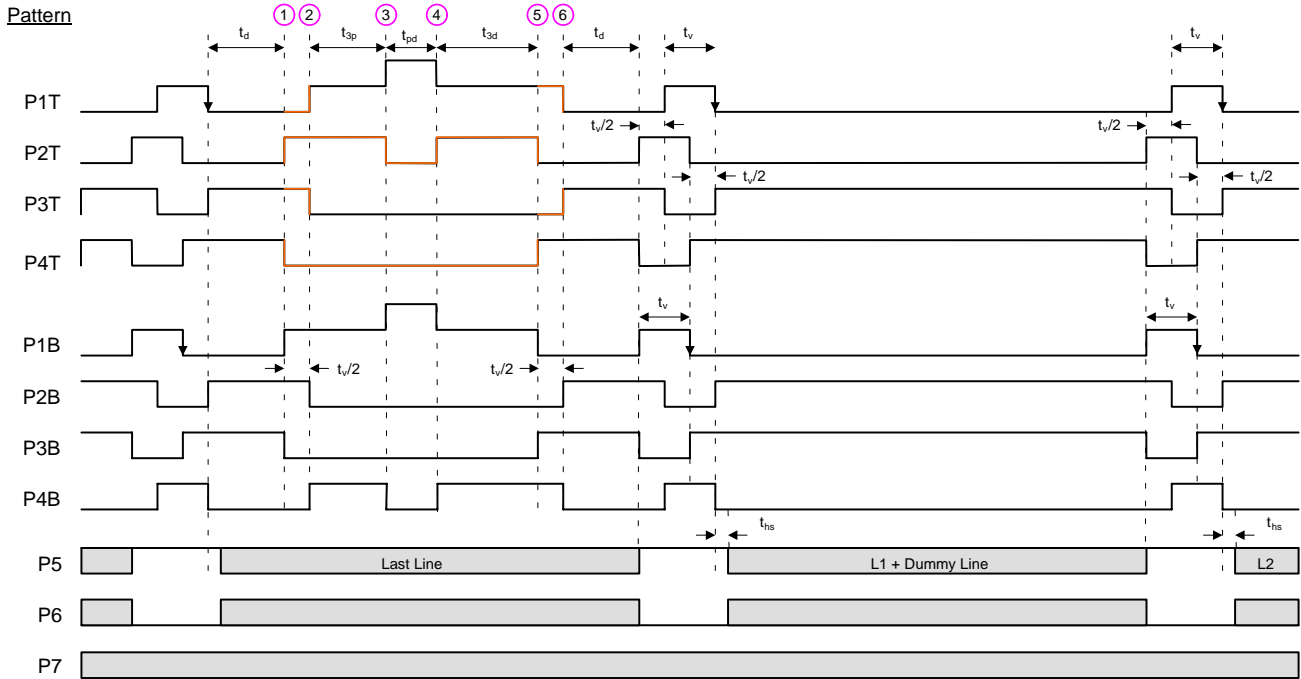 Pattern
1 2 3 4 5 6
td t3p tpd t3d td tv tv
P1T
tv/2 tv/2
P2T
tv/2 tv/2
P3T
P4T
tv tv
P1B
tv/2 tv/2
P2B
P3B
P4B
ths ths
P5 Last Line L1 + Dummy Line L2
P6
P7